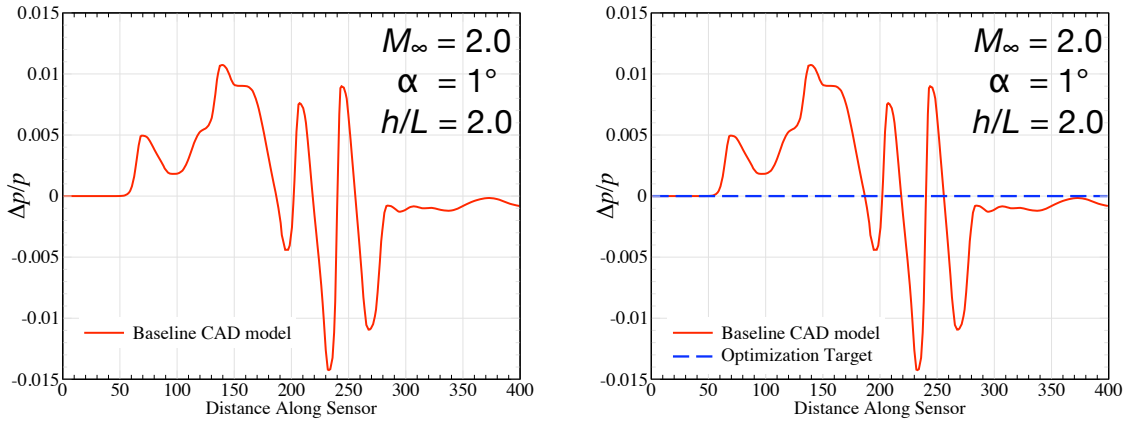 0.015
M∞ = 2.0
0.01
α = 1°
0.005
h/L = 2.0
Δp/p
0
-0.005
-0.01
Baseline CAD model
-0.015
0 50 100 150 200 250 300 350 400
Distance Along Sensor
0.015
M∞ = 2.0
0.01
α = 1°
0.005
h/L = 2.0
Δp/p
0
-0.005
-0.01
Baseline CAD model
Optimization Target
-0.015
0 50 100 150 200 250 300 350 400
Distance Along Sensor